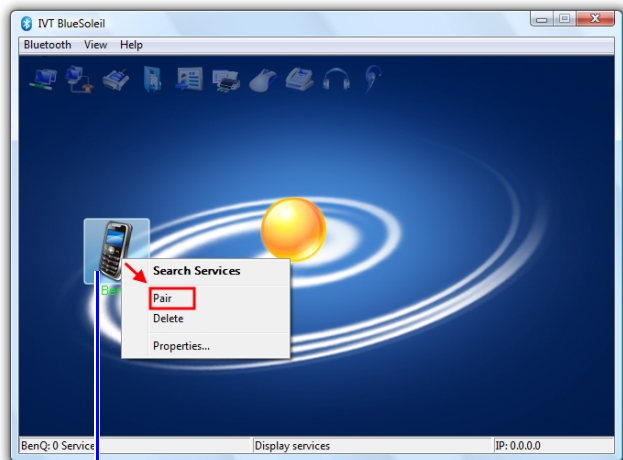 IVT BlueSoleil
Bluetooth View Help
Search Services
Pair
Delete
Properties...
BenQ: 0 Service Display services IP: 0.0.0.0